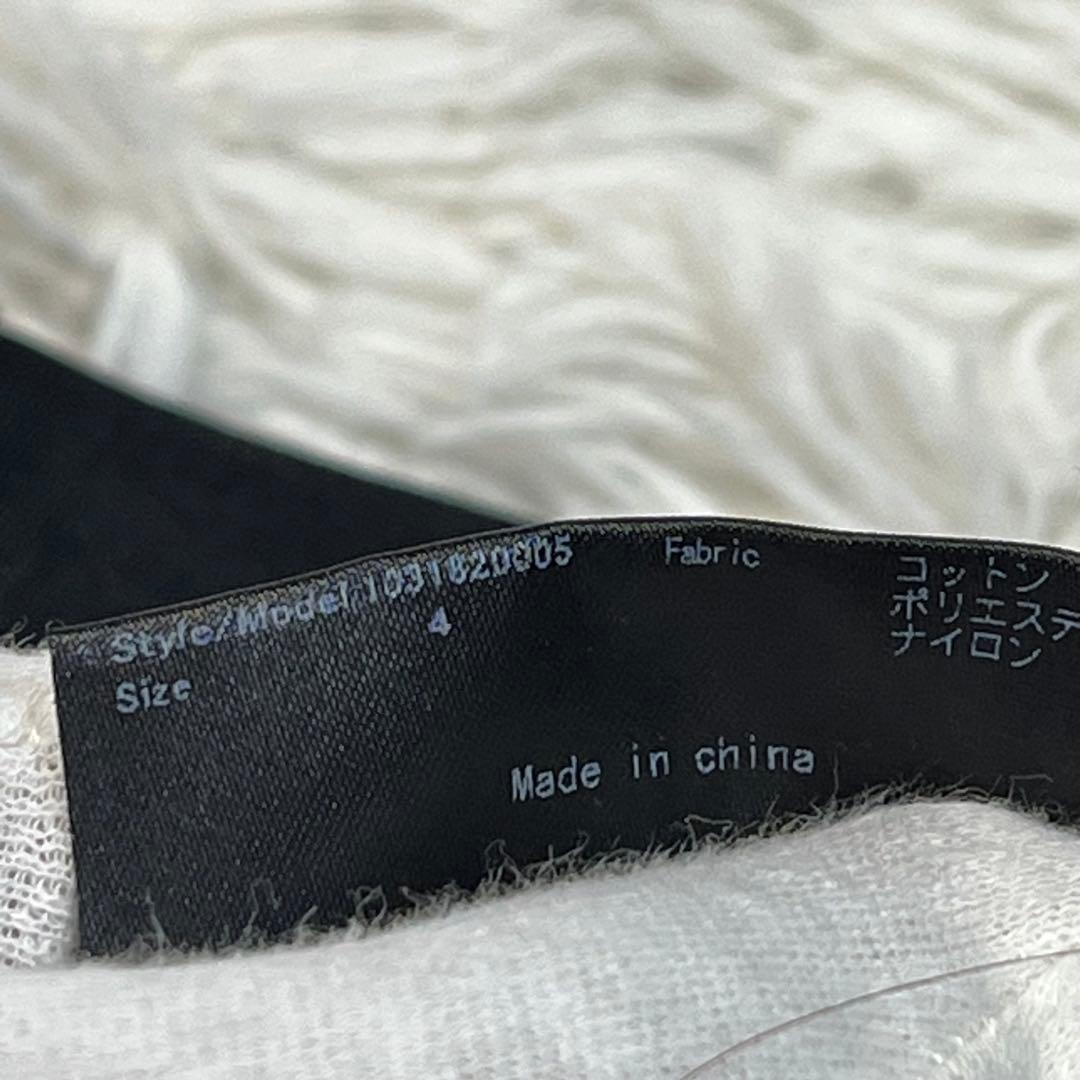 Style/Model 1031820005
Size 4
Fabric
コットン
ポリエステ
ナイロン
Made in china